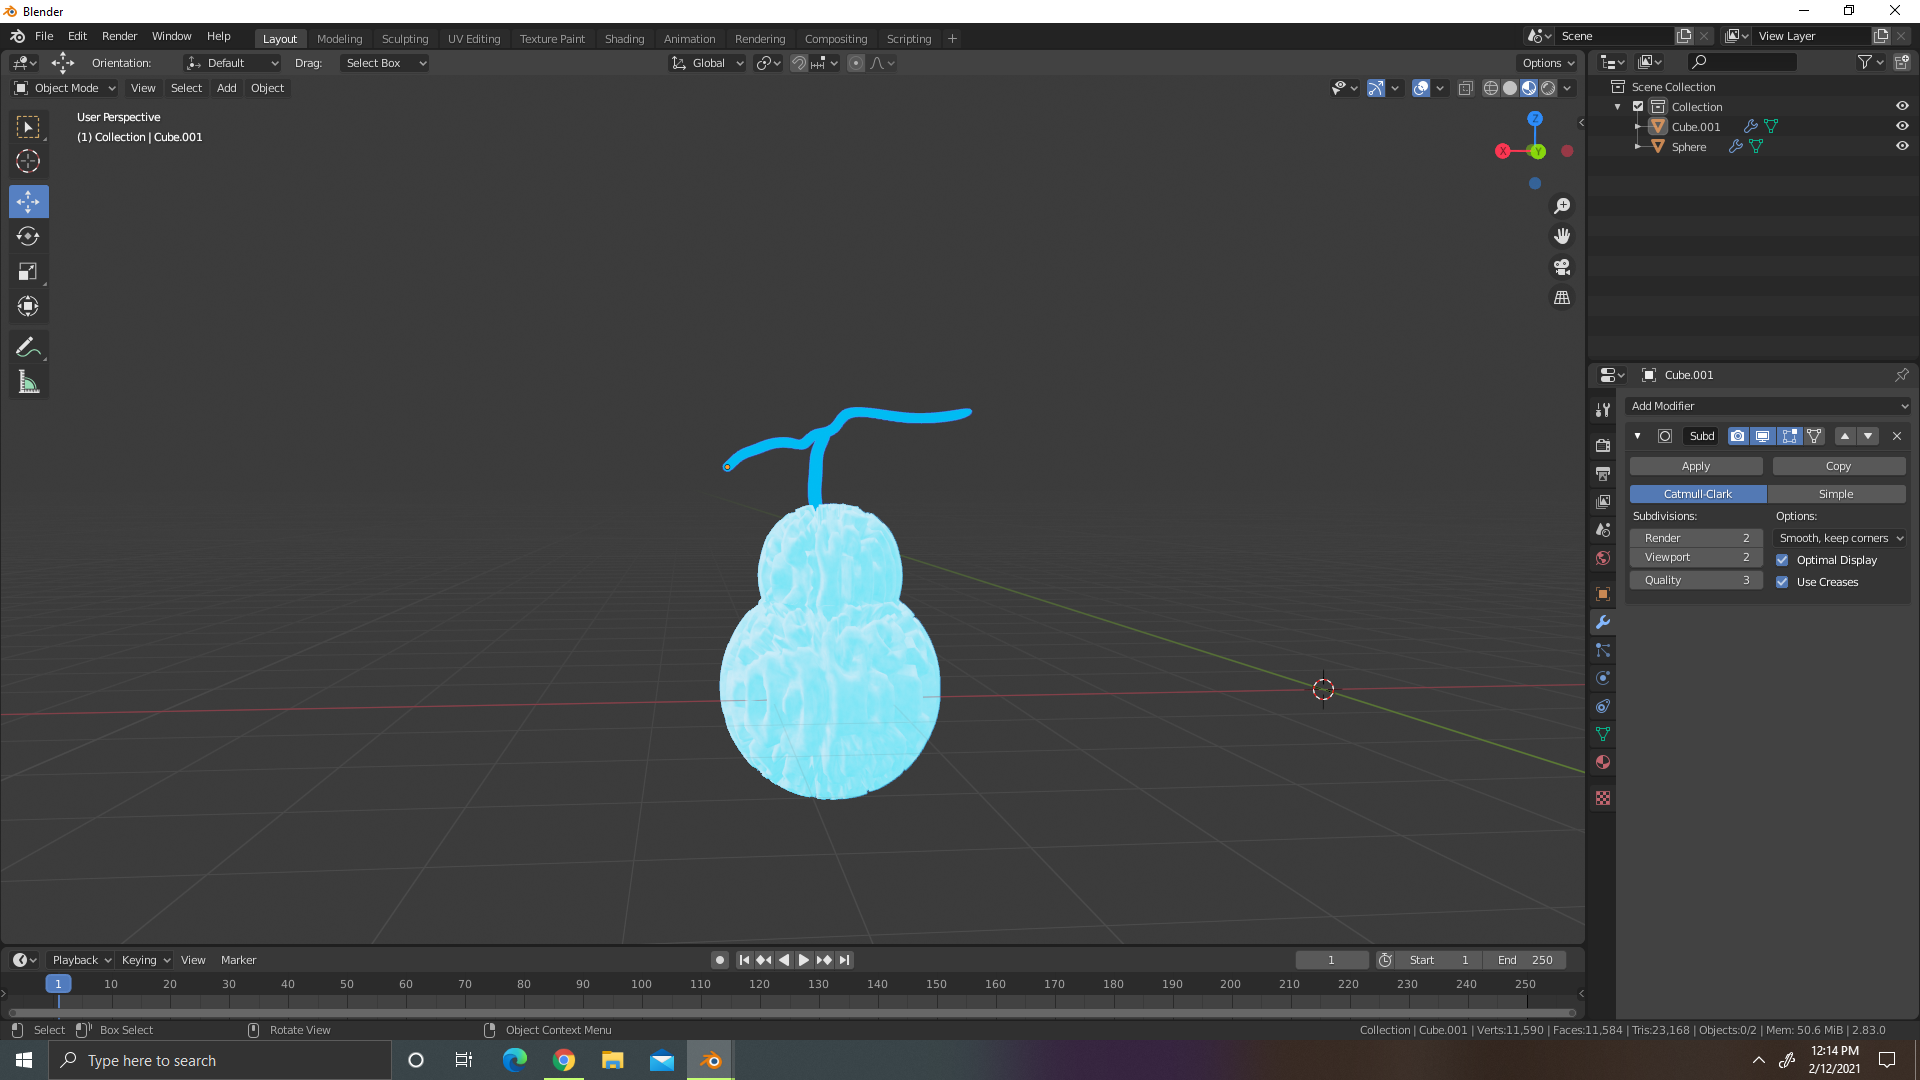 Blender
File Edit Render Window Help Layout Modeling Sculpting UV Editing Texture Paint Shading Animation Rendering Compositing Scripting + Scene View Layer
Orientation: Default Drag: Select Box Global Options
Object Mode View Select Add Object
User Perspective
(1) Collection | Cube.001
Z
X
Y
Scene Collection
Collection
Cube.001
Sphere
Cube.001
Add Modifier
Subd
Apply Copy
Catmull-Clark Simple
Subdivisions: Options:
Render 2 Smooth, keep corners
Viewport 2 Optimal Display
Quality 3 Use Creases
Playback Keying View Marker 1 Start 1 End 250
1 10 20 30 40 50 60 70 80 90 100 110 120 130 140 150 160 170 180 190 200 210 220 230 240 250
Select Box Select Rotate View Object Context Menu Collection | Cube.001 | Verts:11,590 | Faces:11,584 | Tris:23,168 | Objects:0/2 | Mem: 50.6 MiB | 2.83.0
Type here to search
12:14 PM
2/12/2021